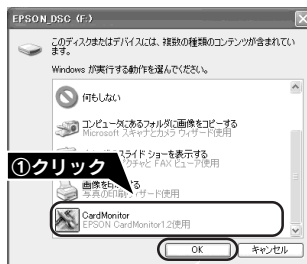 EPSON_DSC (F:)
このディスクまたはデバイスには、複数の種類のコンテンツが含まれています。
Windows が実行する動作を選んでください。
何もしない
コンピュータにあるフォルダに画像をコピーする
Microsoft スキャナとカメラ ウィザード使用
スライド ショーを表示する
と FAX ビューア使用
①クリック
画像を
ザード使用
CardMonitor
EPSON CardMonitor1.2使用
OK
キャンセル